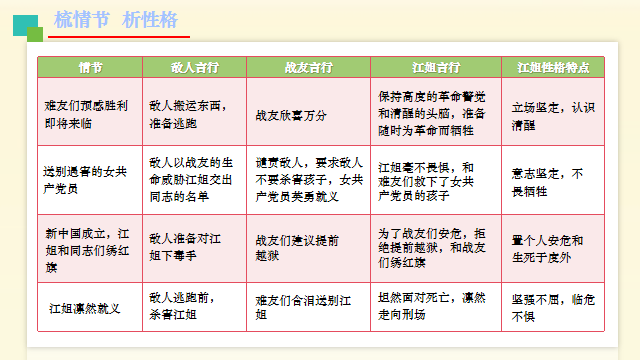 梳情节 析性格
情节 敌人言行 战友言行 江姐言行 江姐性格特点
难友们预感胜利
即将来临
敌人搬运东西，
准备逃跑
战友欣喜万分
保持高度的革命警觉
和清醒的头脑，准备
随时为革命而牺牲
立场坚定，认识
清醒
送别遇害的女共
产党员
敌人以战友的生
命威胁江姐交出
同志的名单
谴责敌人，要求敌人
不要杀害孩子，女共
产党员英勇就义
江姐毫不畏惧，和
难友们救下了女共
产党员的孩子
意志坚定，不
畏牺牲
新中国成立，江
姐和同志们绣红
旗
敌人准备对江
姐下毒手
战友们建议提前
越狱
为了战友们安危，拒
绝提前越狱，和战友
们绣红旗
置个人安危和
生死于度外
江姐凛然就义
敌人逃跑前，
杀害江姐
难友们含泪送别江
姐
坦然面对死亡，凛然
走向刑场
坚强不屈，临危
不惧